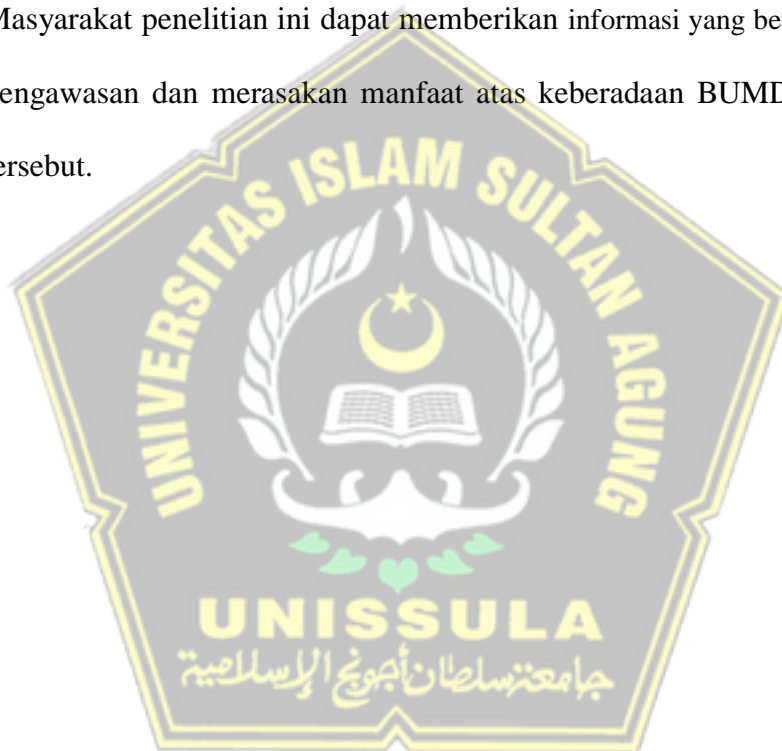 Masyarakat penelitian ini dapat memberikan informasi yang be
engawasan dan merasakan manfaat atas keberadaan BUMD
ersebut.
UNIVERSITAS ISLAM SULTAN AGUNG
UNISSULA
جامعة سلطان أجونج الإسلامية